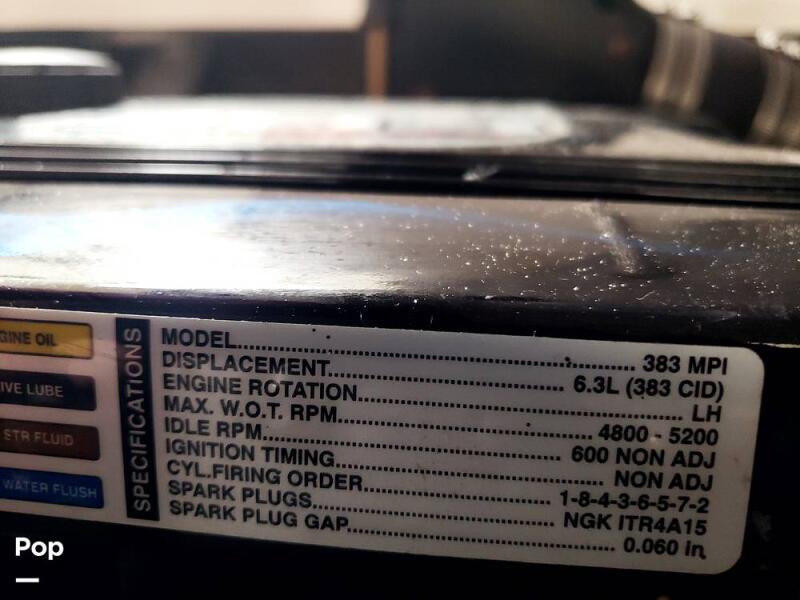 GINE OIL
IVE LUBE
STR FLUID
WATER FLUSH
SPECIFICATIONS
MODEL........................ 383 MPI
DISPLACEMENT........................ 6.3L (383 CID)
ENGINE ROTATION........................ LH
MAX. W.O.T. RPM........................ 4800 - 5200
IDLE RPM........................ 600 NON ADJ
IGNITION TIMING........................ NON ADJ
CYL.FIRING ORDER........................ 1-8-4-3-6-5-7-2
SPARK PLUGS........................ NGK ITR4A15
SPARK PLUG GAP........................ 0.060 in.
Pop